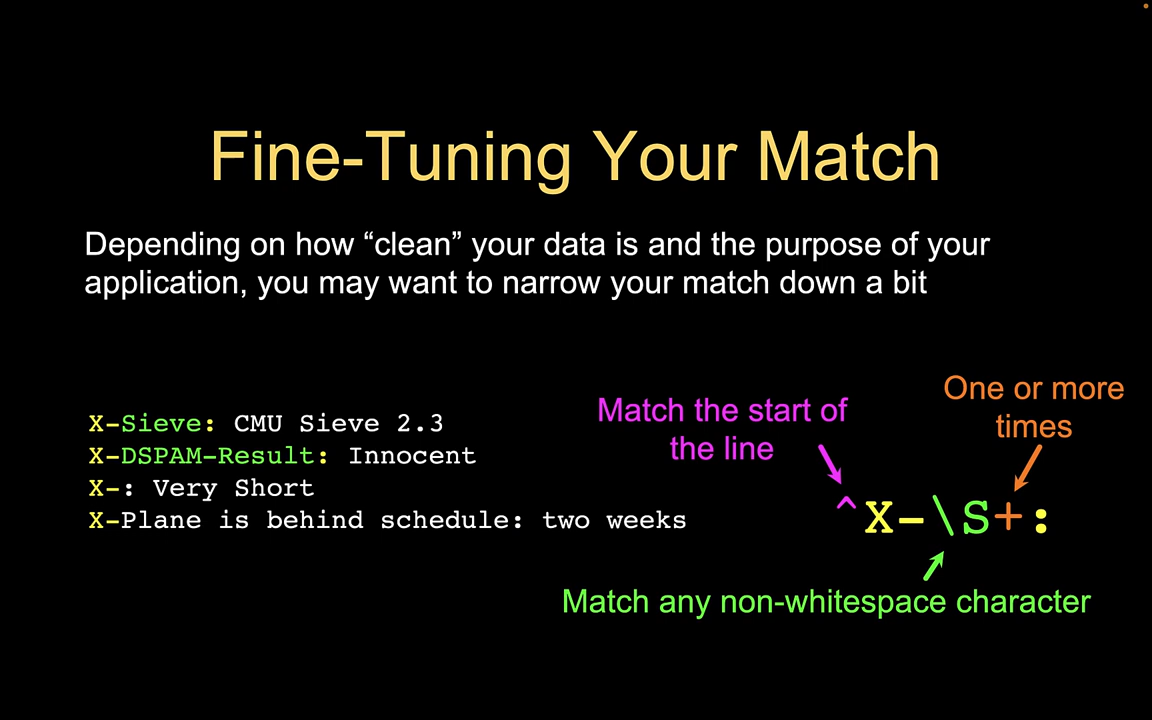 Fine-Tuning Your Match
Depending on how “clean” your data is and the purpose of your
application, you may want to narrow your match down a bit
X-Sieve: CMU Sieve 2.3
X-DSPAM-Result: Innocent
X-: Very Short
X-Plane is behind schedule: two weeks
Match the start of
the line
One or more
times
^X-\S+:
Match any non-whitespace character